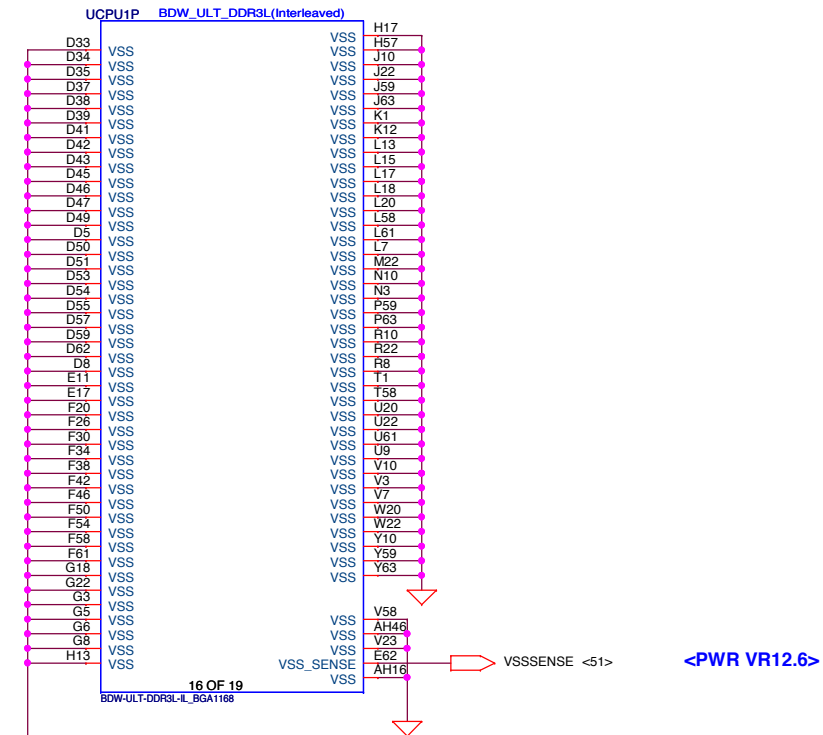 UCPU1P BDW_ULT_DDR3L(Interleaved)
VSS H17
D33 VSS VSS H57
D34 VSS VSS J10
D35 VSS VSS J22
D37 VSS VSS J59
D38 VSS VSS J63
D39 VSS VSS K1
D41 VSS VSS K12
D42 VSS VSS L13
D43 VSS VSS L15
D45 VSS VSS L17
D46 VSS VSS L18
D47 VSS VSS L20
D49 VSS VSS L58
D5 VSS VSS L61
D50 VSS VSS L7
D51 VSS VSS M22
D53 VSS VSS N10
D54 VSS VSS N3
D55 VSS VSS P59
D57 VSS VSS P63
D59 VSS VSS R10
D62 VSS VSS R22
D8 VSS VSS R8
E11 VSS VSS T1
E17 VSS VSS T58
F20 VSS VSS U20
F26 VSS VSS U22
F30 VSS VSS U61
F34 VSS VSS U9
F38 VSS VSS V10
F42 VSS VSS V3
F46 VSS VSS V7
F50 VSS VSS W20
F54 VSS VSS W22
F58 VSS VSS Y10
F61 VSS VSS Y59
G18 VSS VSS Y63
G22 VSS
G3 VSS
G5 VSS VSS V58
G6 VSS VSS AH46
G8 VSS VSS V23
H13 VSS VSS_SENSE E62 VSSSENSE <51> <PWR VR12.6>
VSS AH16
16 OF 19
BDW-ULT-DDR3L-IL_BGA1168